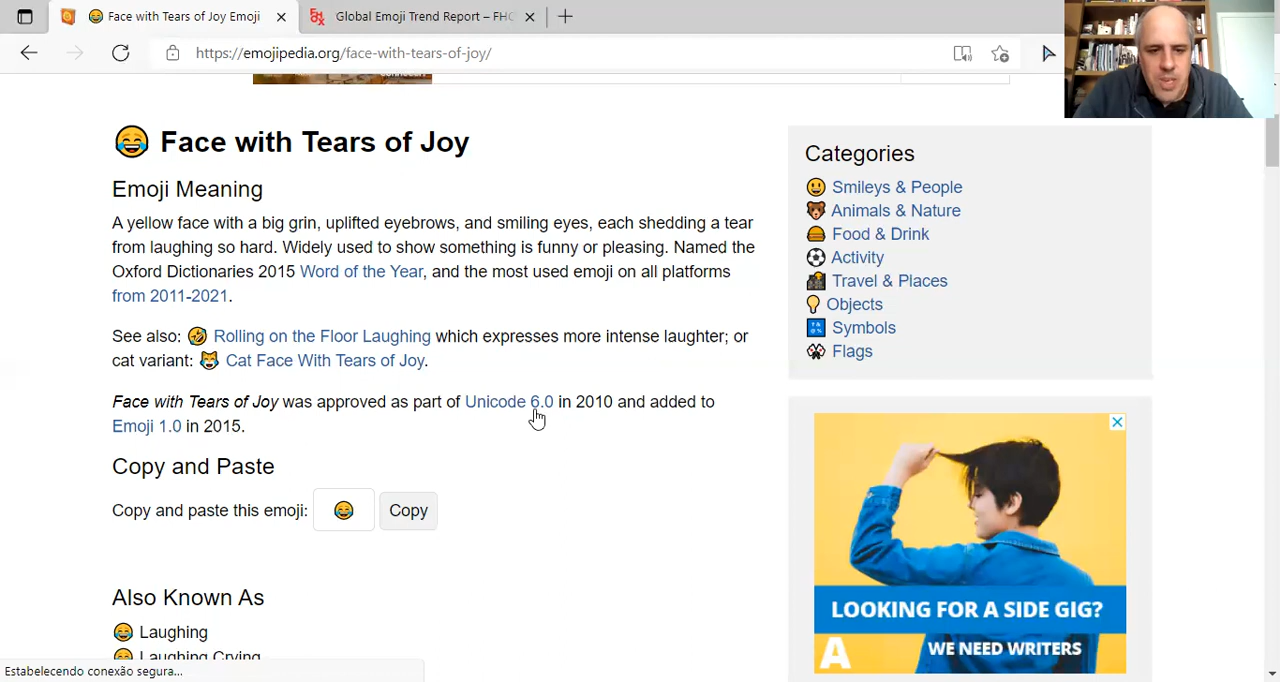 😂 Face with Tears of Joy Emoji
Global Emoji Trend Report – FHC
https://emojipedia.org/face-with-tears-of-joy/
😂 Face with Tears of Joy
Emoji Meaning
A yellow face with a big grin, uplifted eyebrows, and smiling eyes, each shedding a tear
from laughing so hard. Widely used to show something is funny or pleasing. Named the
Oxford Dictionaries 2015 Word of the Year, and the most used emoji on all platforms
from 2011-2021.
See also: 🤣 Rolling on the Floor Laughing which expresses more intense laughter; or
cat variant: 😹 Cat Face With Tears of Joy.
Face with Tears of Joy was approved as part of Unicode 6.0 in 2010 and added to
Emoji 1.0 in 2015.
Copy and Paste
Copy and paste this emoji: 😂 Copy
Also Known As
😂 Laughing
😂 Laughing Crying
Categories
😃 Smileys & People
🐻 Animals & Nature
🍔 Food & Drink
⚽ Activity
🌇 Travel & Places
💡 Objects
🔣 Symbols
🎌 Flags
LOOKING FOR A SIDE GIG?
A WE NEED WRITERS
Estabelecendo conexão segura...